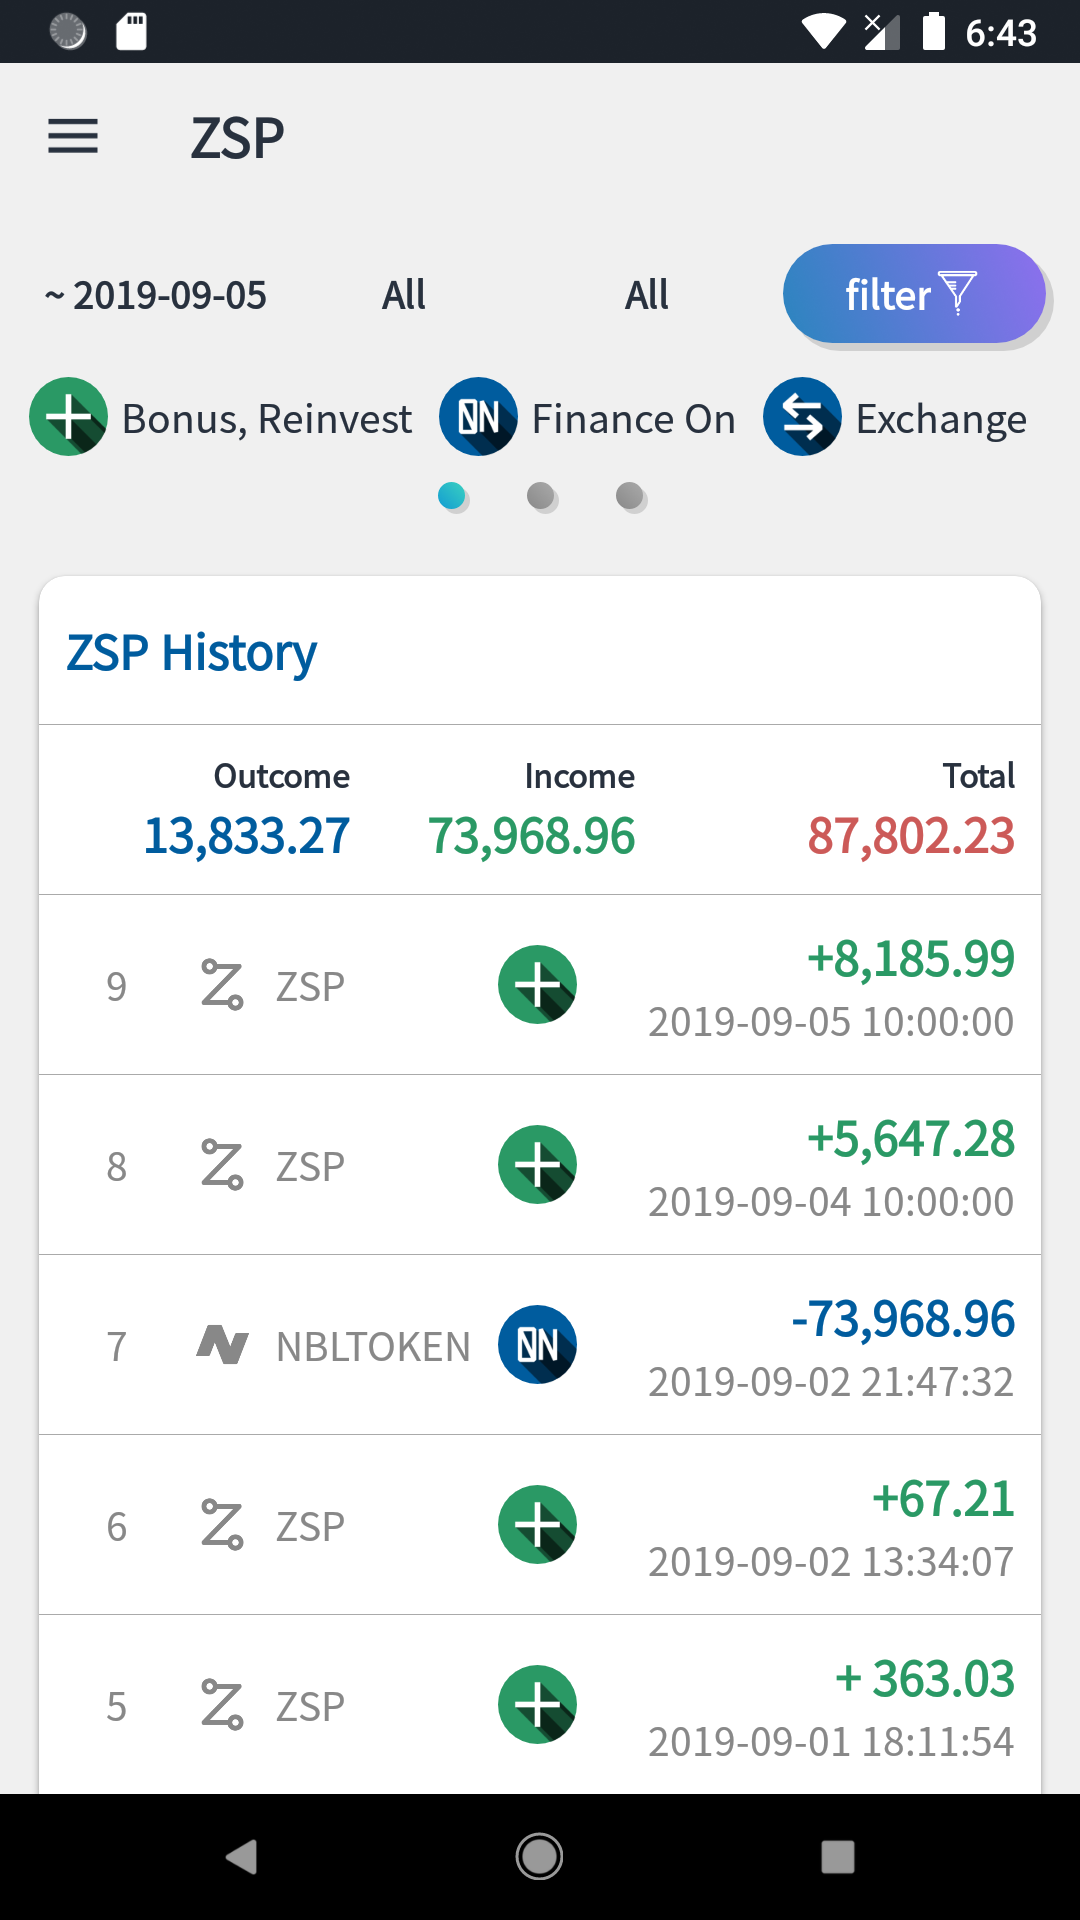 6:43
ZSP
~ 2019-09-05 All All filter
Bonus, Reinvest ON Finance On Exchange
ZSP History
Outcome Income Total
13,833.27 73,968.96 87,802.23
9 ZSP +8,185.99
2019-09-05 10:00:00
8 ZSP +5,647.28
2019-09-04 10:00:00
7 NBLTOKEN ON -73,968.96
2019-09-02 21:47:32
6 ZSP +67.21
2019-09-02 13:34:07
5 ZSP + 363.03
2019-09-01 18:11:54